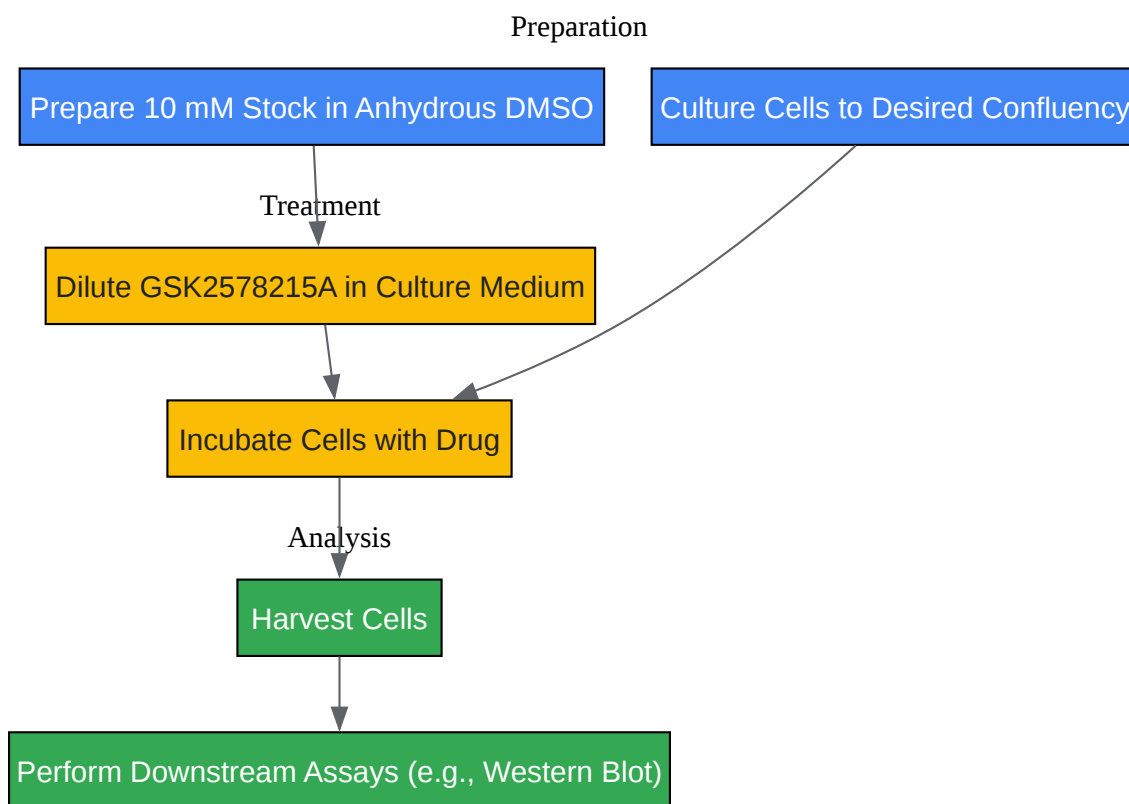 Preparation
Prepare 10 mM Stock in Anhydrous DMSO
Culture Cells to Desired Confluency
Treatment
Dilute GSK2578215A in Culture Medium
Incubate Cells with Drug
Analysis
Harvest Cells
Perform Downstream Assays (e.g., Western Blot)